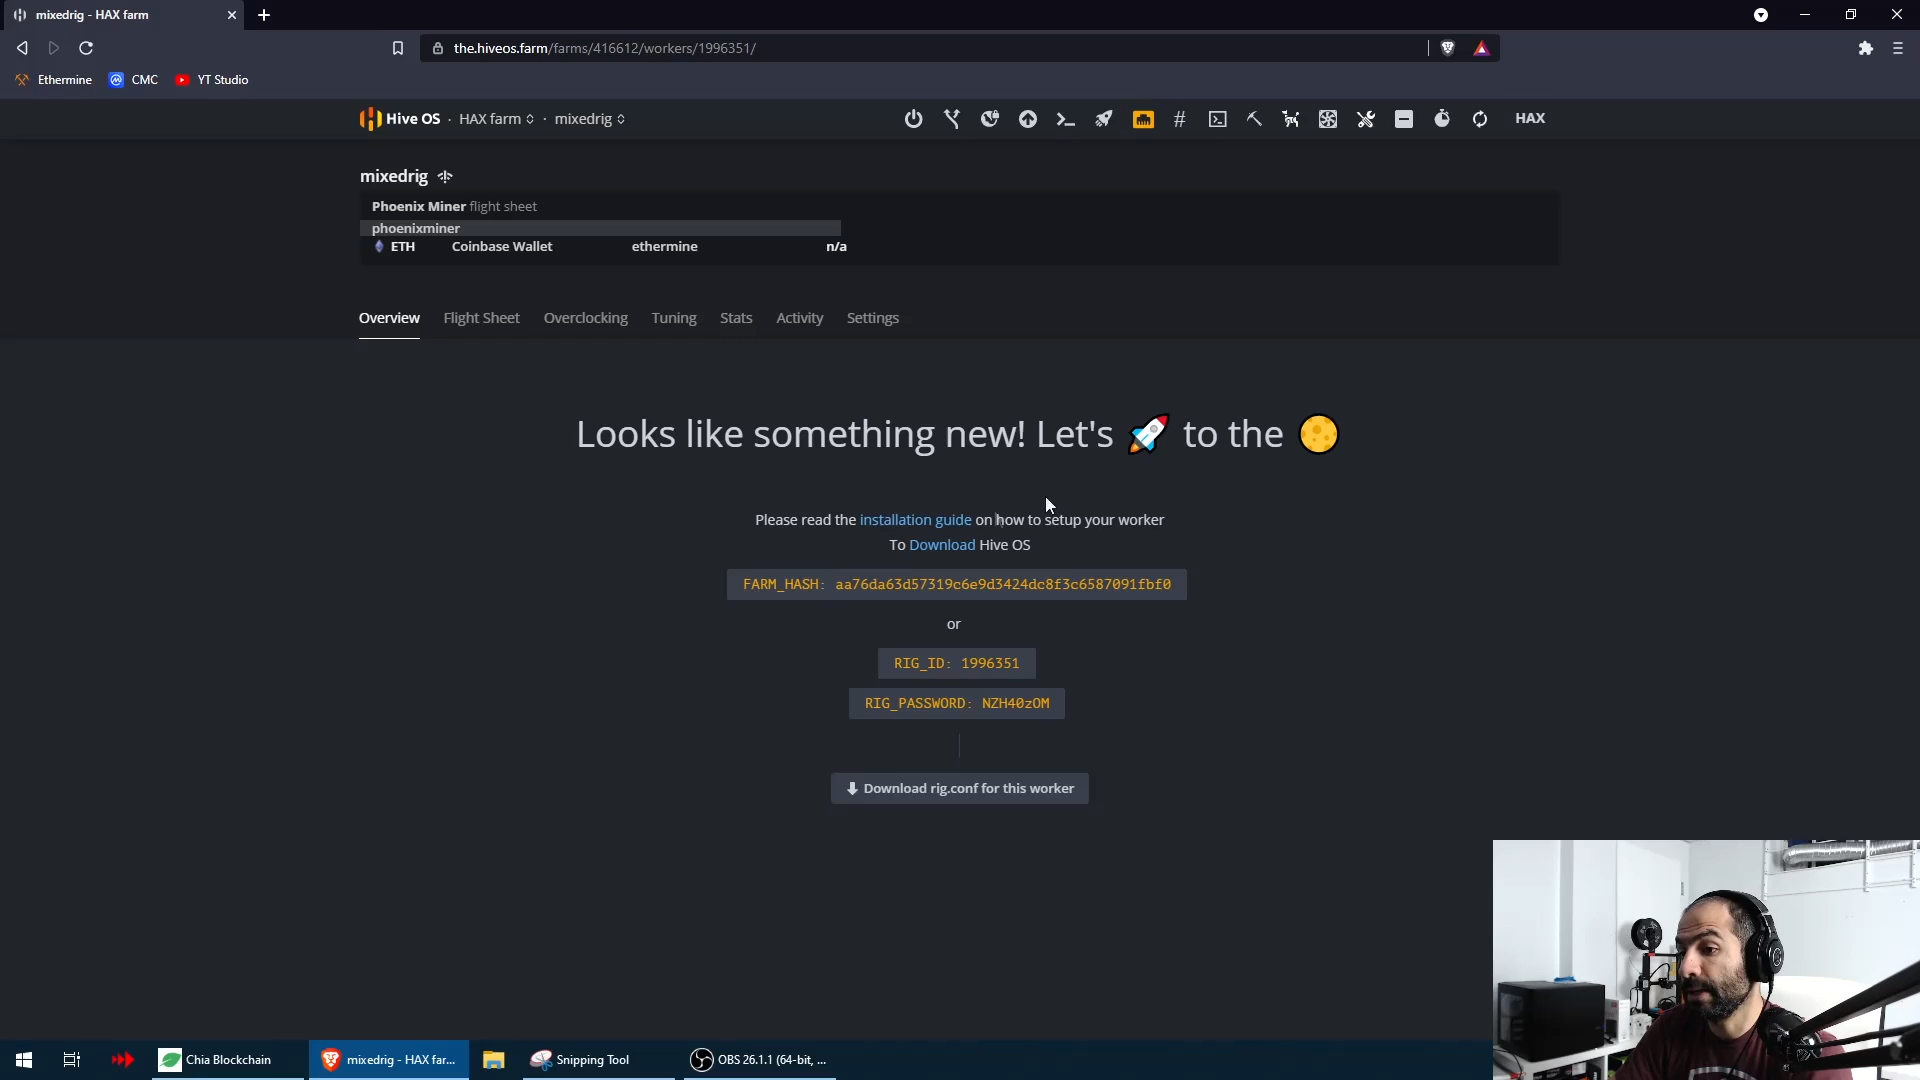 mixedrig - HAX farm
the.hiveos.farm/farms/416612/workers/1996351/
Ethermine CMC YT Studio
Hive OS · HAX farm · mixedrig
# HAX
mixedrig
Phoenix Miner flight sheet
phoenixminer
ETH Coinbase Wallet ethermine n/a
Overview Flight Sheet Overclocking Tuning Stats Activity Settings
Looks like something new! Let's 🚀 to the 🌕
Please read the installation guide on how to setup your worker
To Download Hive OS
FARM_HASH: aa76da63d57319c6e9d3424dc8f3c6587091fbf0
or
RIG_ID: 1996351
RIG_PASSWORD: NZH40zOM
Download rig.conf for this worker
Chia Blockchain mixedrig - HAX far... Snipping Tool OBS 26.1.1 (64-bit, ...